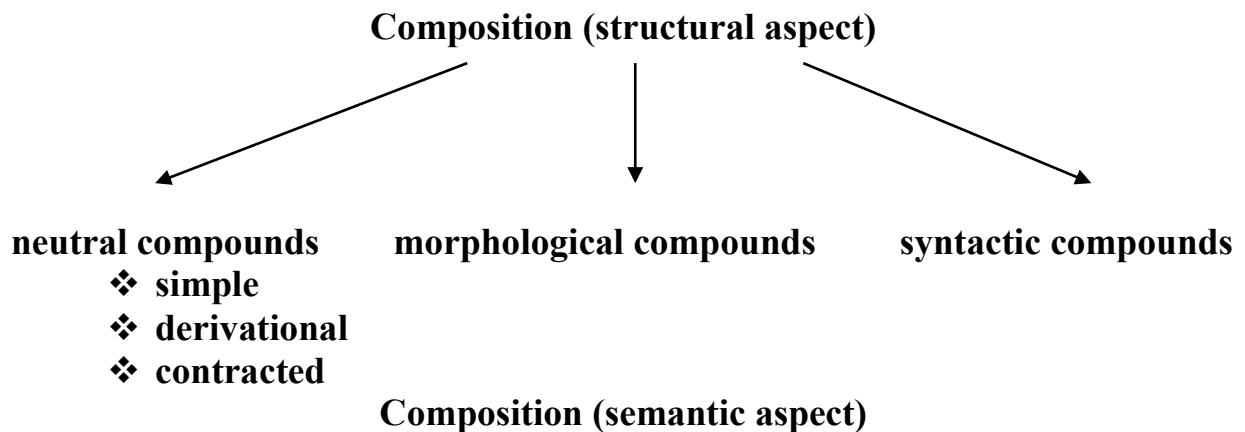 Composition (structural aspect)
neutral compounds morphological compounds syntactic compounds
❖ simple
❖ derivational
❖ contracted
Composition (semantic aspect)